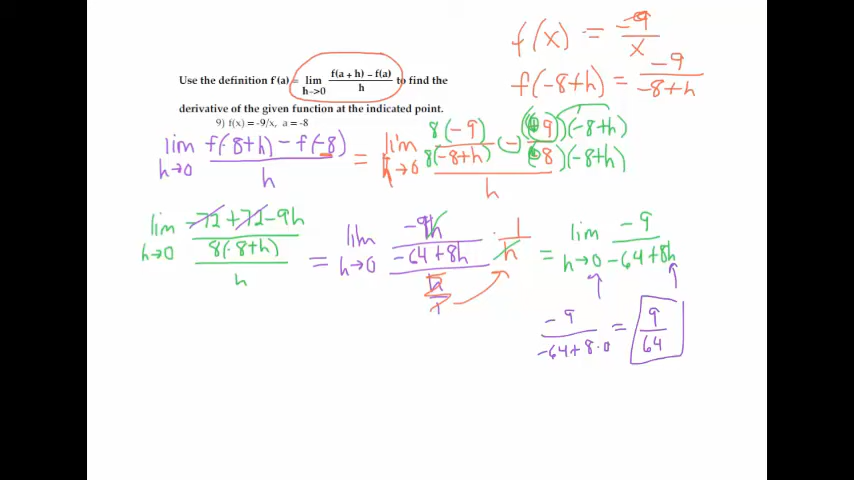 f(x) = -9/x
Use the definition f'(a) = lim h->0 f(a + h) – f(a) / h to find the
f(-8+h) = -9/-8+h
derivative of the given function at the indicated point.
9) f(x) = -9/x, a = -8
lim h→0 f(-8+h) - f(-8) / h = lim h→0 8(-9) / 8(-8+h) - 9(-8+h) / 8(-8+h) / h
lim h→0 -72+72-9h / 8(-8+h) / h = lim h→0 -9h / -64+8h / h/1 · 1/h = lim h→0 -9 / -64+8h
-9 / -64+8·0 = 9/64